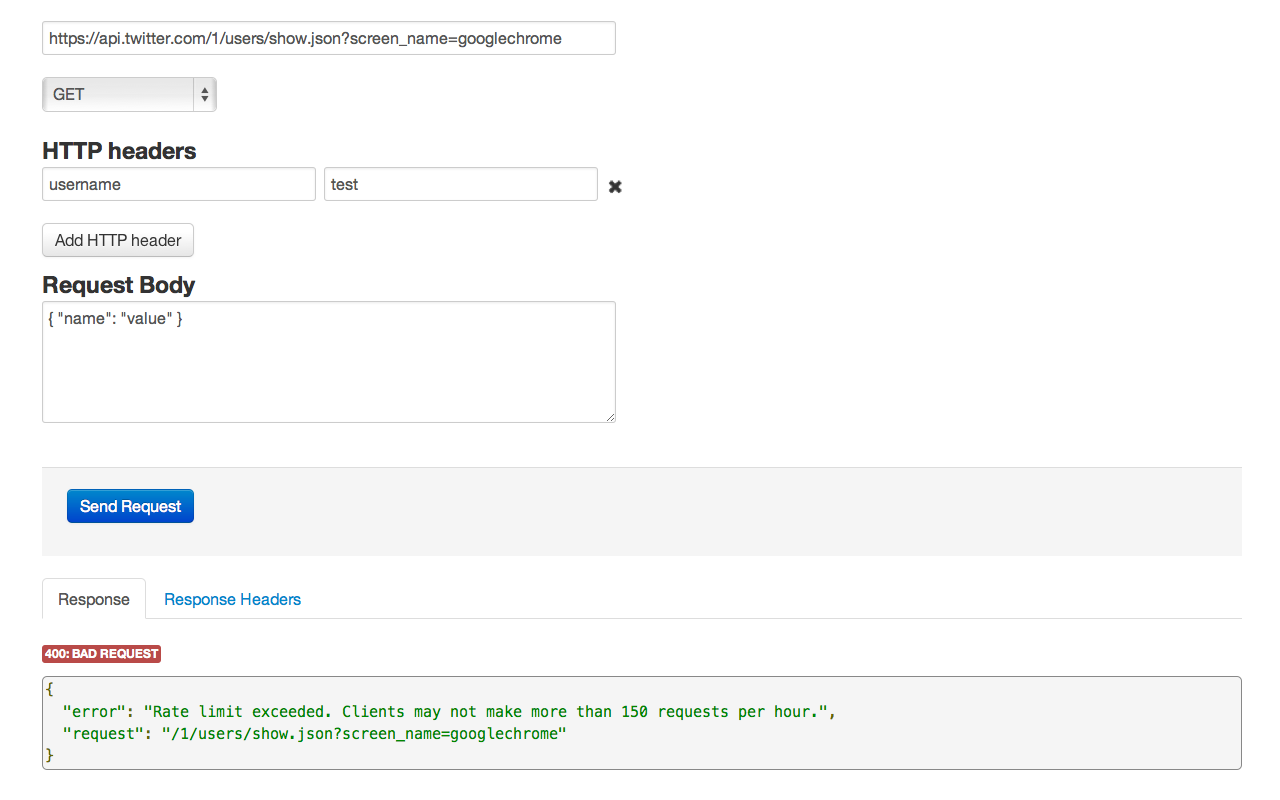 https://api.twitter.com/1/users/show.json?screen_name=googlechrome
GET
HTTP headers
username test
Add HTTP header
Request Body
{ "name": "value" }
Send Request
Response Response Headers
400: BAD REQUEST
{
  "error": "Rate limit exceeded. Clients may not make more than 150 requests per hour.",
  "request": "/1/users/show.json?screen_name=googlechrome"
}